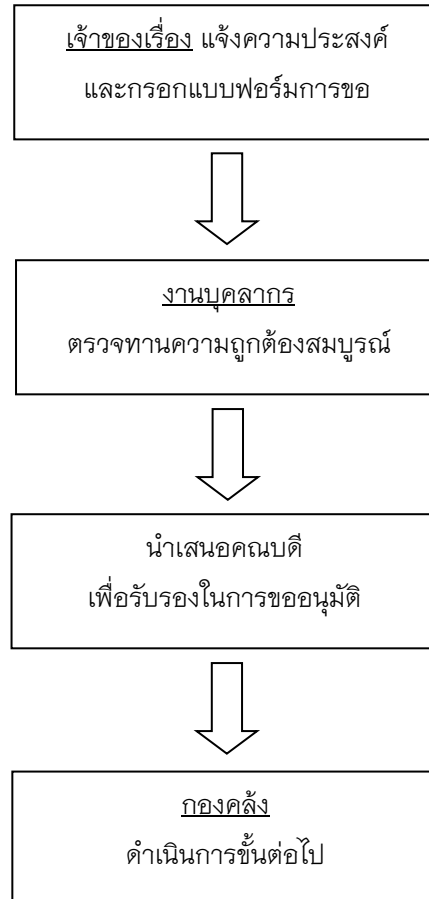 เจ้าของเรื่อง แจ้งความประสงค์
และกรอกแบบฟอร์มการขอ
งานบุคลากร
ตรวจทานความถูกต้องสมบูรณ์
นำเสนอคณบดี
เพื่อรับรองในการขออนุมัติ
กองคล้ง
ดำเนินการขั้นต่อไป